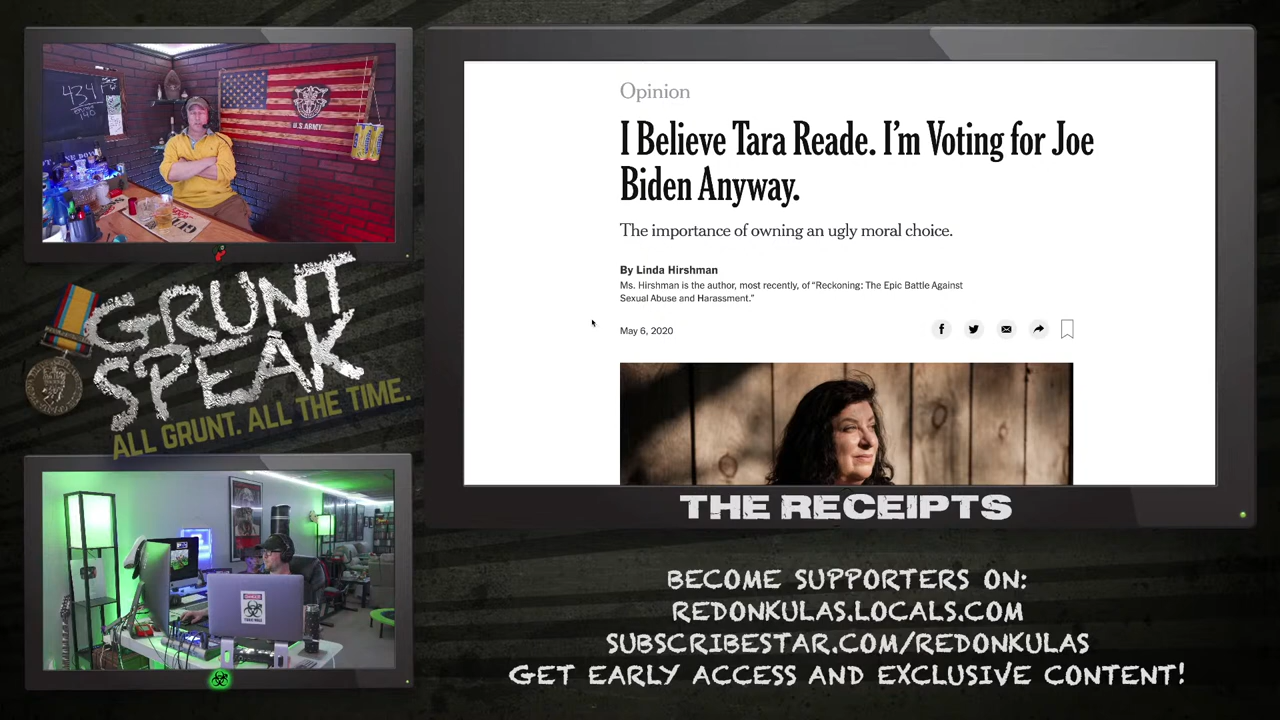 434
140
U.S. ARMY
GRUNT
SPEAK
ALL GRUNT. ALL THE TIME.
Opinion
I Believe Tara Reade. I'm Voting for Joe
Biden Anyway.
The importance of owning an ugly moral choice.
By Linda Hirshman
Ms. Hirshman is the author, most recently, of “Reckoning: The Epic Battle Against
Sexual Abuse and Harassment.”
May 6, 2020
THE RECEIPTS
BECOME SUPPORTERS ON:
REDONKULAS.LOCALS.COM
SUBSCRIBESTAR.COM/REDONKULAS
GET EARLY ACCESS AND EXCLUSIVE CONTENT!